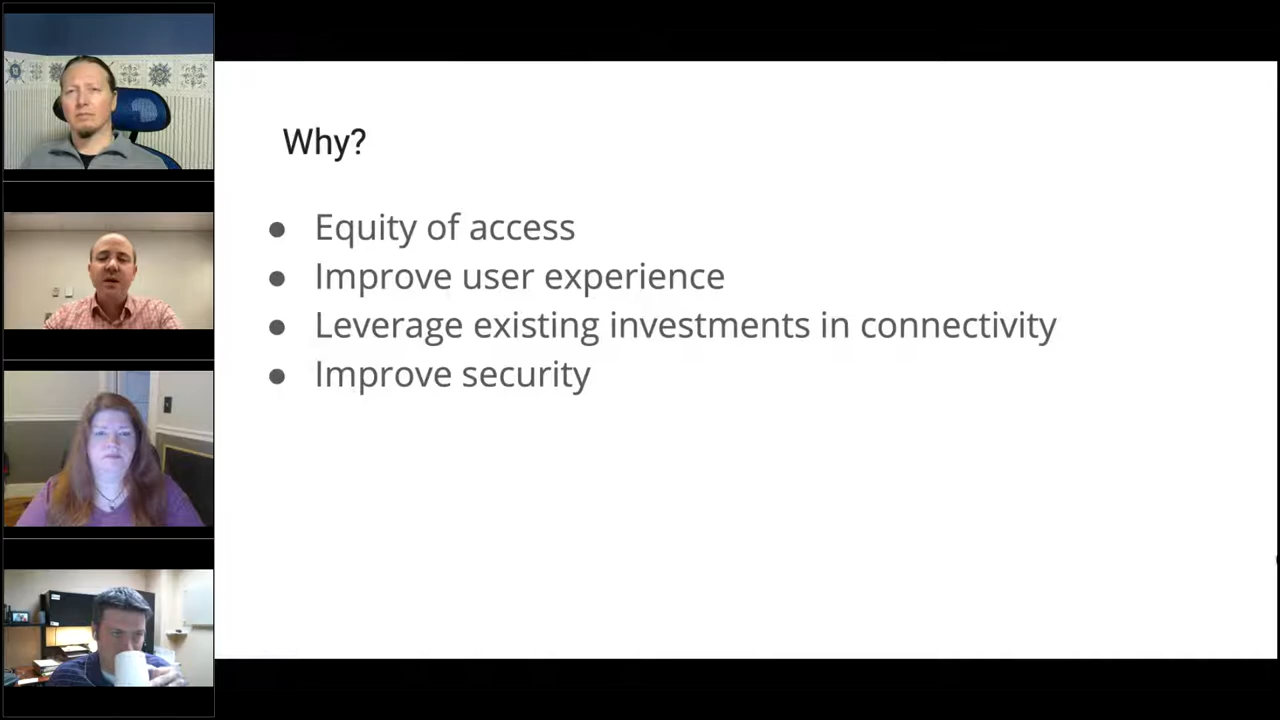 Why?
● Equity of access
● Improve user experience
● Leverage existing investments in connectivity
● Improve security